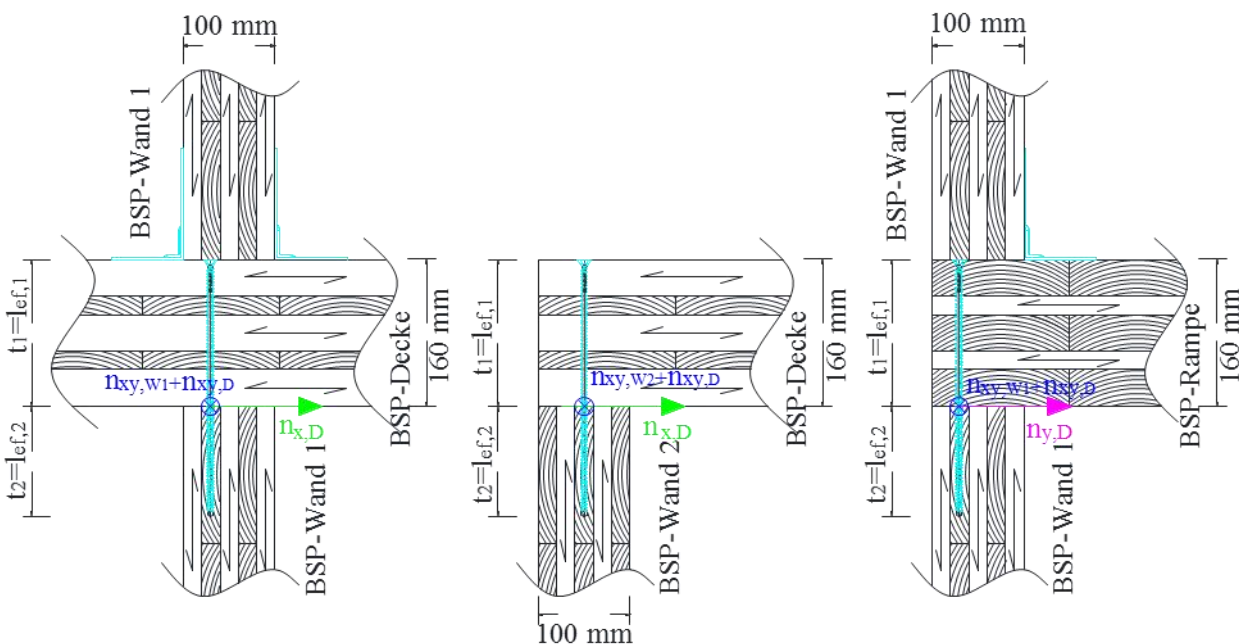 100 mm
BSP-Wand 1
t1=lef,1
160 mm
BSP-Decke
nxy,W1+nxy,D
nx,D
t2=lef,2
BSP-Wand 1
t1=lef,1
160 mm
BSP-Decke
nxy,W2+nxy,D
nx,D
t2=lef,2
BSP-Wand 2
100 mm
100 mm
BSP-Wand 1
t1=lef,1
160 mm
BSP-Rampe
nxy,W1+nxy,D
ny,D
t2=lef,2
BSP-Wand 1